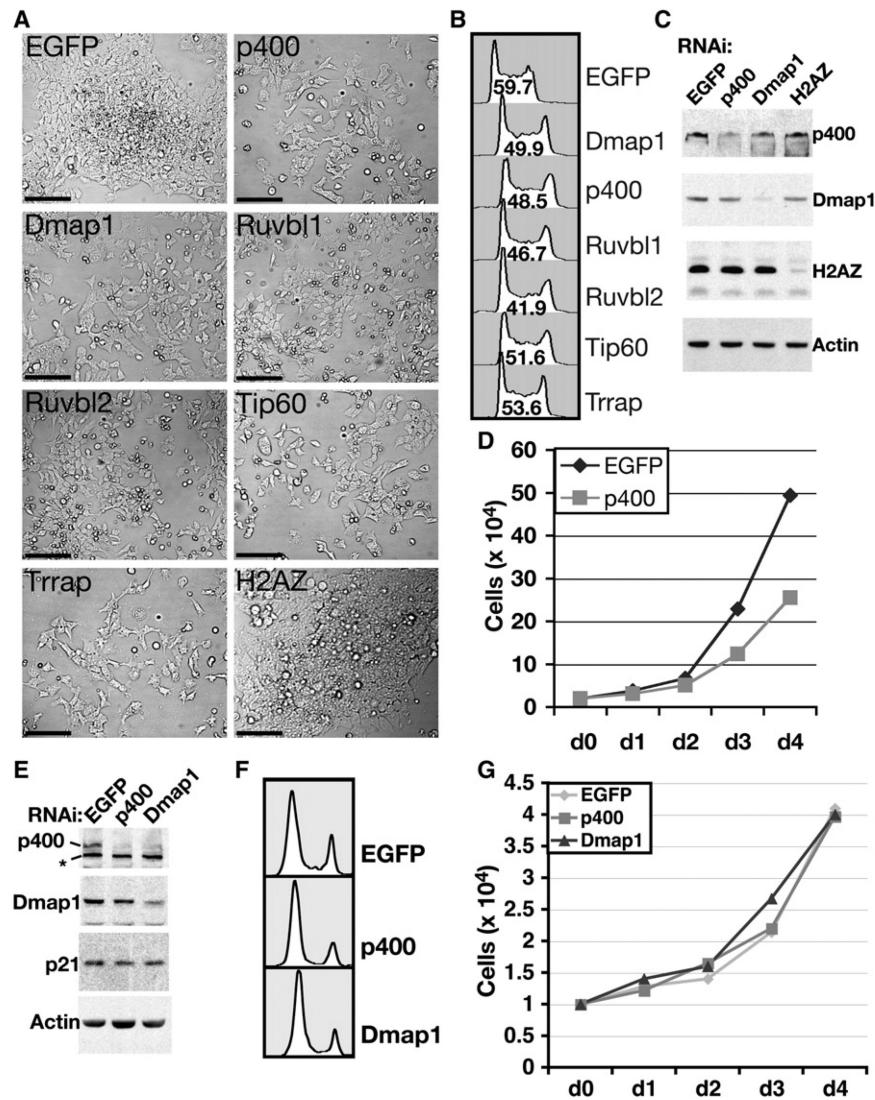 A
EGFP
p400
Dmap1
Ruvbl1
Ruvbl2
Tip60
Trrap
H2AZ
B
59.7
EGFP
49.9
Dmap1
48.5
p400
46.7
Ruvbl1
41.9
Ruvbl2
51.6
Tip60
53.6
Trrap
C
RNAi:
EGFP
p400
Dmap1
H2AZ
p400
Dmap1
H2AZ
Actin
D
EGFP
p400
Cells (x 10⁴)
60
50
40
30
20
10
0
d0 d1 d2 d3 d4
E
RNAi:
EGFP
p400
Dmap1
p400
*
Dmap1
p21
Actin
F
EGFP
p400
Dmap1
G
EGFP
p400
Dmap1
Cells (x 10⁴)
4.5
4
3.5
3
2.5
2
1.5
1
0.5
0
d0 d1 d2 d3 d4